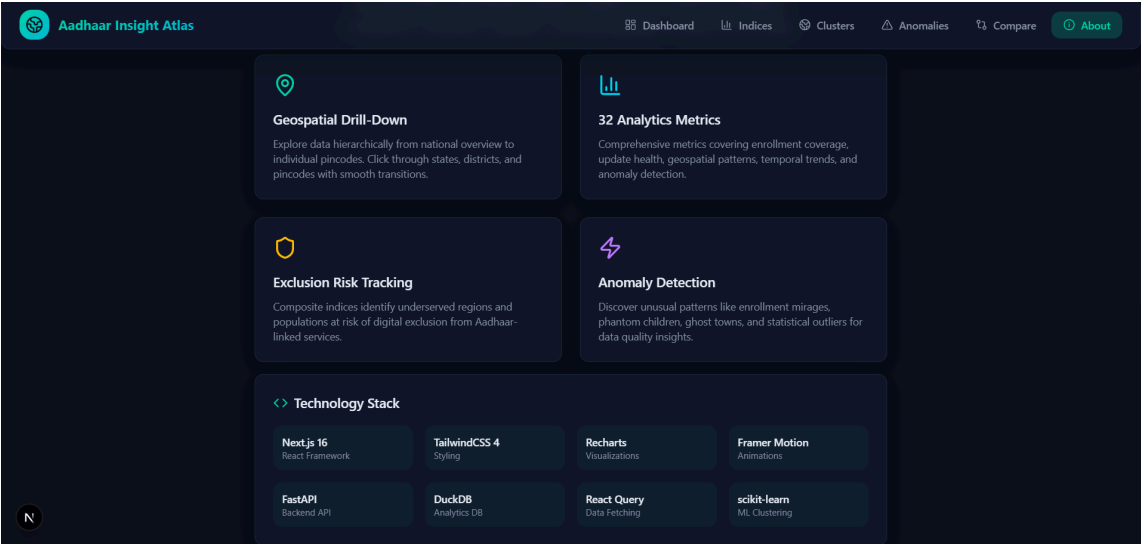 Aadhaar Insight Atlas
Dashboard
Indices
Clusters
Anomalies
Compare
About
Geospatial Drill-Down
Explore data hierarchically from national overview to
individual pincodes. Click through states, districts, and
pincodes with smooth transitions.
32 Analytics Metrics
Comprehensive metrics covering enrollment coverage,
update health, geospatial patterns, temporal trends, and
anomaly detection.
Exclusion Risk Tracking
Composite indices identify underserved regions and
populations at risk of digital exclusion from Aadhaar-
linked services.
Anomaly Detection
Discover unusual patterns like enrollment mirages,
phantom children, ghost towns, and statistical outliers for
data quality insights.
Technology Stack
Next.js 16
React Framework
TailwindCSS 4
Styling
Recharts
Visualizations
Framer Motion
Animations
FastAPI
Backend API
DuckDB
Analytics DB
React Query
Data Fetching
scikit-learn
ML Clustering
N